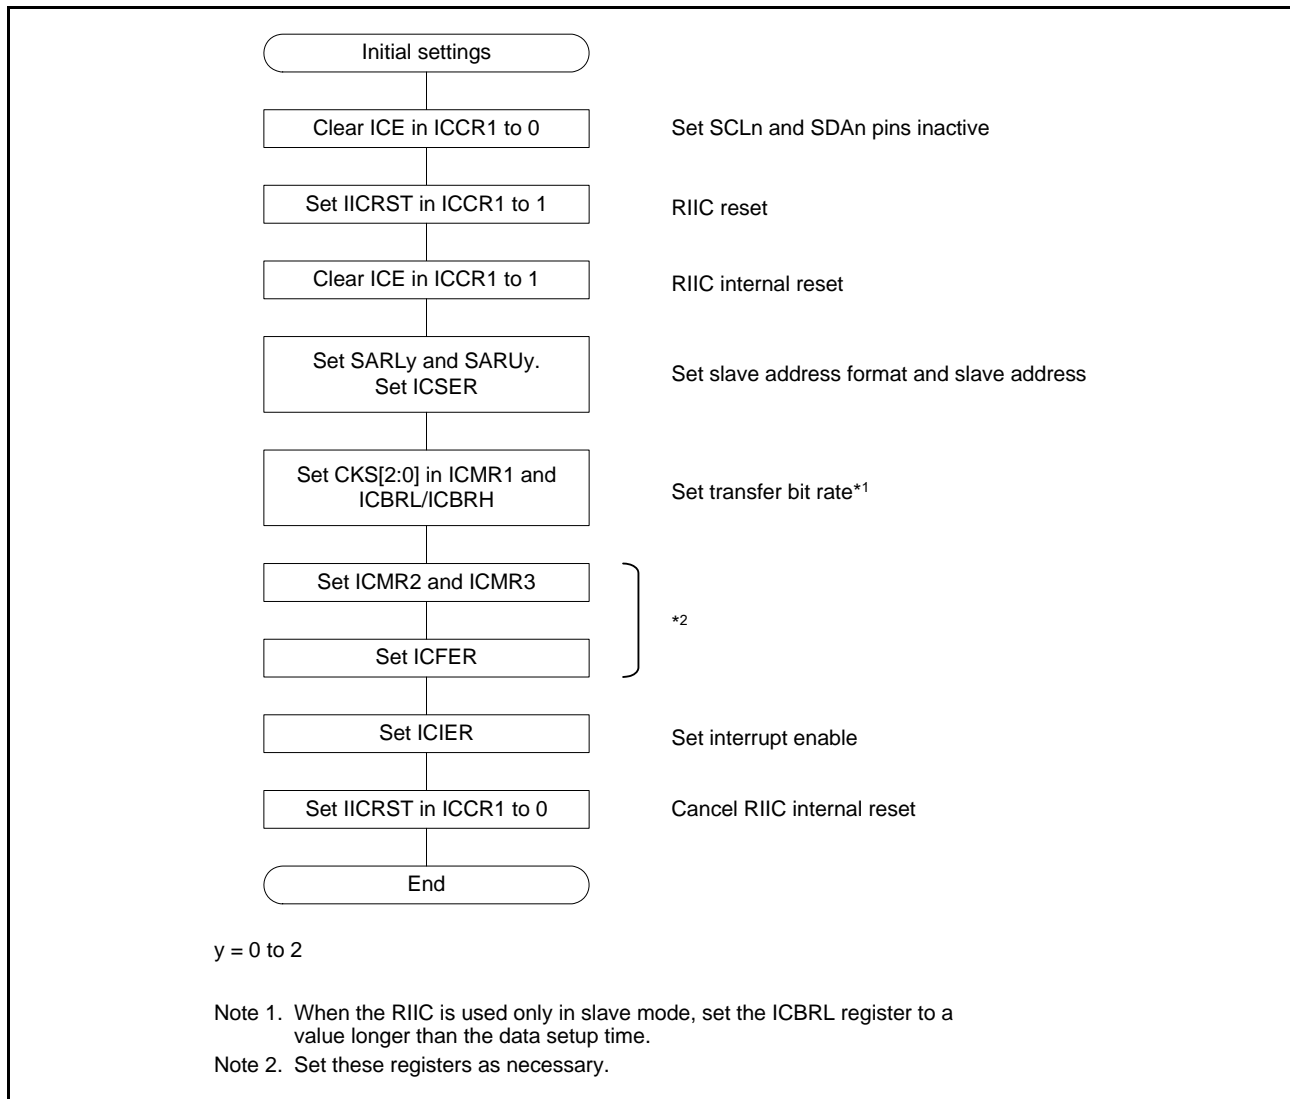 Initial settings
Clear ICE in ICCR1 to 0
Set SCLn and SDAn pins inactive
Set IICRST in ICCR1 to 1
RIIC reset
Clear ICE in ICCR1 to 1
RIIC internal reset
Set SARLy and SARUy.
Set ICSER
Set slave address format and slave address
Set CKS[2:0] in ICMR1 and
ICBRL/ICBRH
Set transfer bit rate*1
Set ICMR2 and ICMR3
*2
Set ICFER
Set ICIER
Set interrupt enable
Set IICRST in ICCR1 to 0
Cancel RIIC internal reset
End
y = 0 to 2
Note 1. When the RIIC is used only in slave mode, set the ICBRL register to a
value longer than the data setup time.
Note 2. Set these registers as necessary.